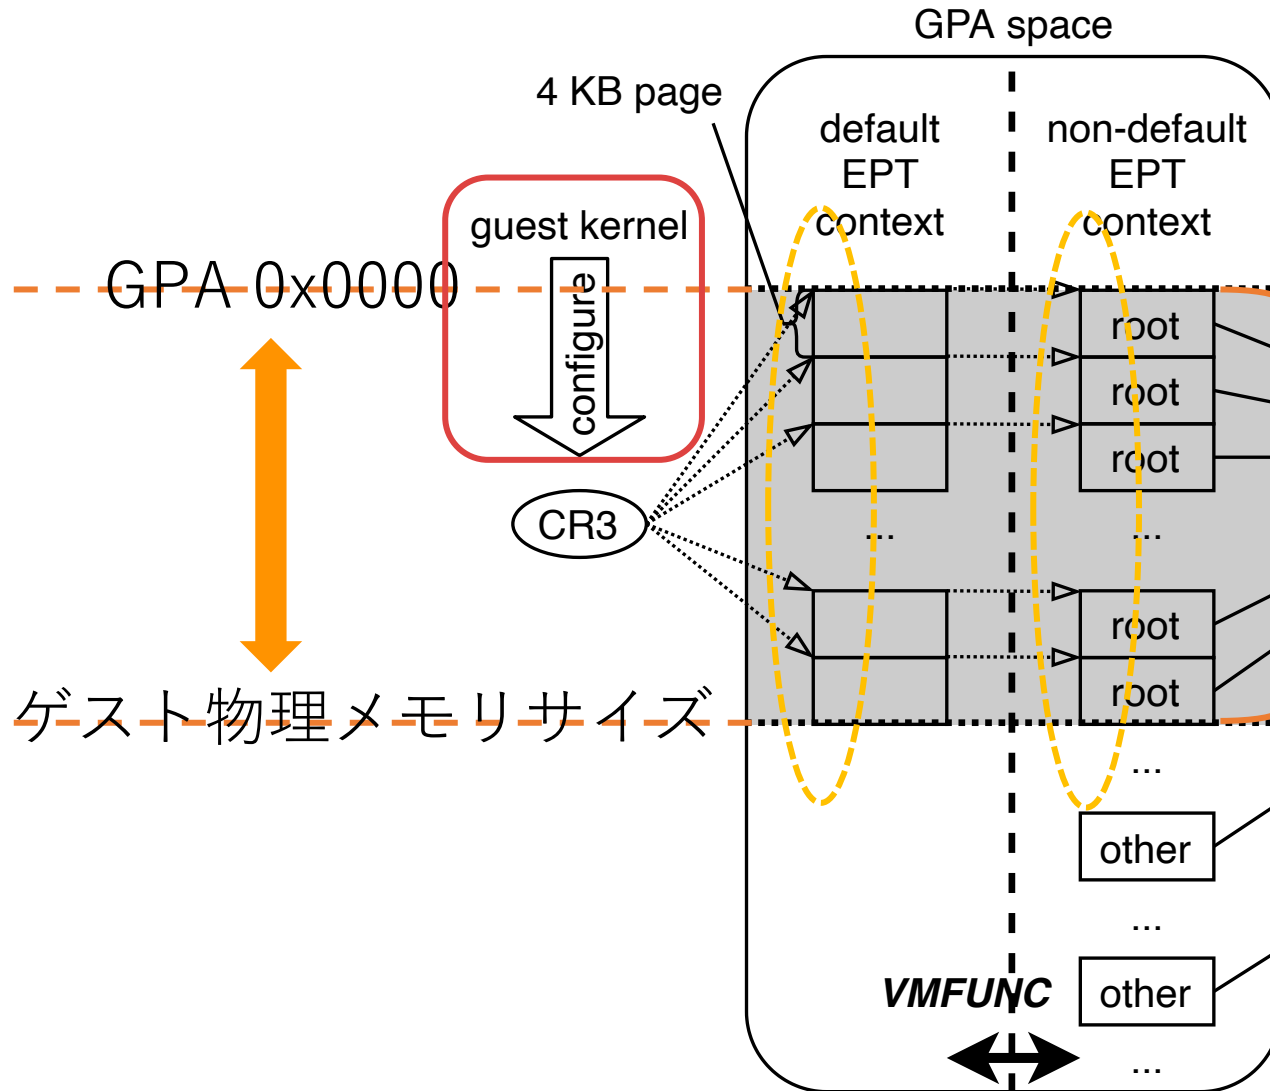 GPA space
4 KB page
default
EPT
context
non-default
EPT
context
guest kernel
configure
GPA 0x0000
root
root
root
CR3
...
...
root
root
ゲスト物理メモリサイズ
...
other
...
VMFUNC
other
...